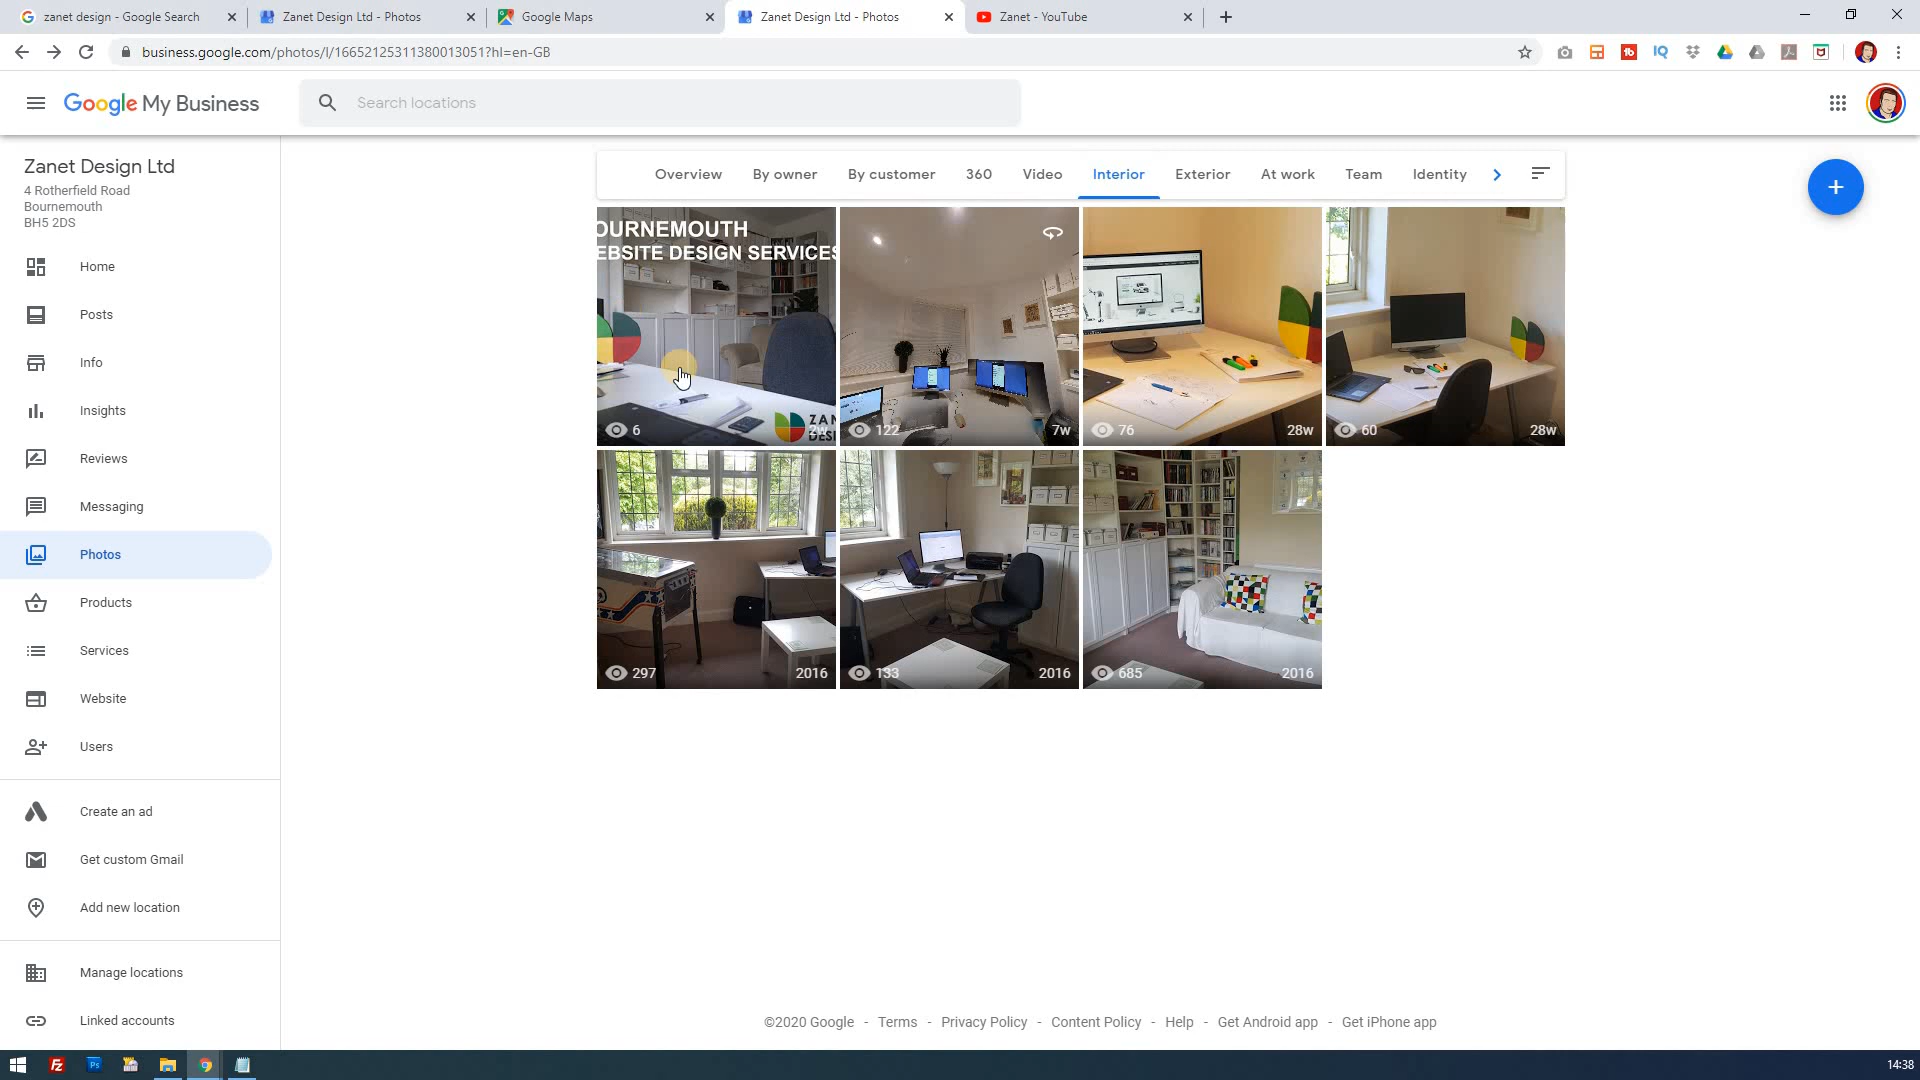 zanet design - Google Search
Zanet Design Ltd - Photos
Google Maps
Zanet Design Ltd - Photos
Zanet - YouTube
business.google.com/photos/l/16652125311380013051?hl=en-GB
Google My Business
Search locations
Zanet Design Ltd
4 Rotherfield Road
Bournemouth
BH5 2DS
Home
Posts
Info
Insights
Reviews
Messaging
Photos
Products
Services
Website
Users
Create an ad
Get custom Gmail
Add new location
Manage locations
Linked accounts
Overview By owner By customer 360 Video Interior Exterior At work Team Identity
OURNEMOUTH
EBSITE DESIGN SERVICES
ZAN
DES
6 2w
122 7w
76 28w
60 28w
297 2016
133 2016
685 2016
©2020 Google - Terms - Privacy Policy - Content Policy - Help - Get Android app - Get iPhone app
14:38